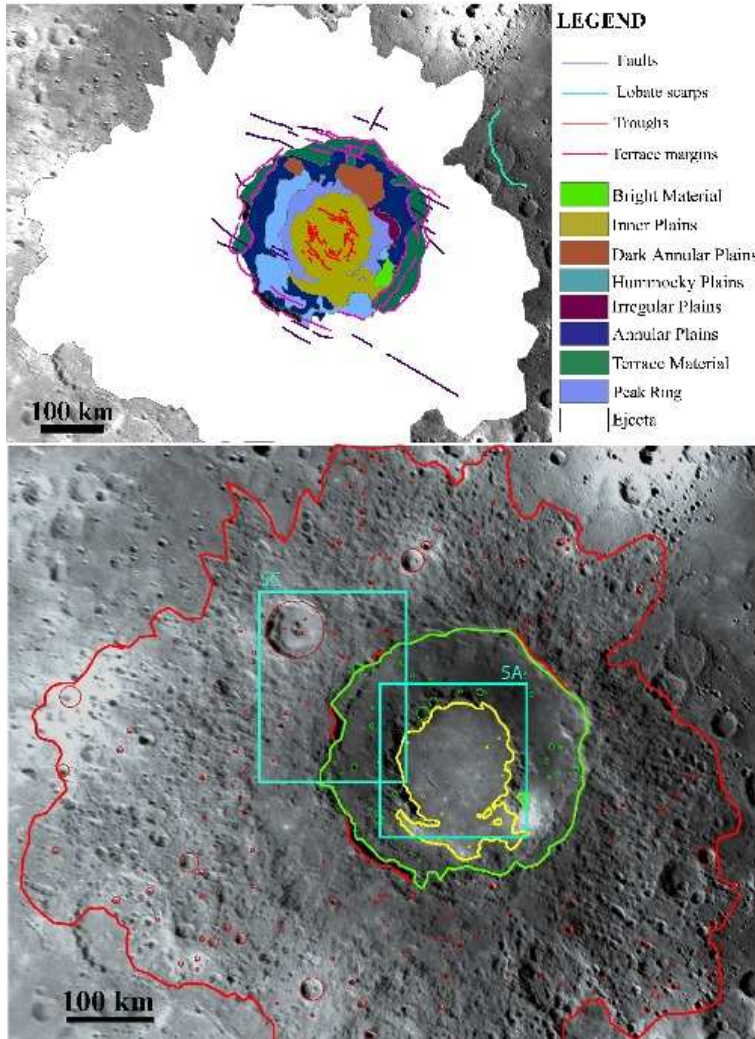 LEGEND
Faults
Lobate scarps
Troughs
Terrace margins
Bright Material
Inner Plains
Dark Annular Plains
Hummocky Plains
Irregular Plains
Annular Plains
Terrace Material
Peak Ring
Ejecta
100 km
5C
5A
100 km